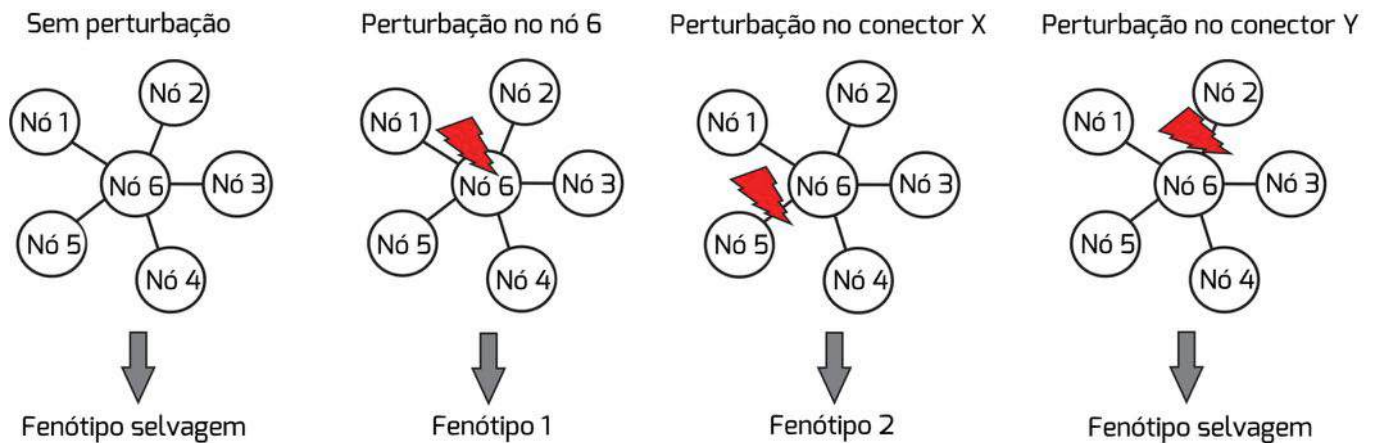 Sem perturbação
Nó 1
Nó 2
Nó 3
Nó 4
Nó 5
Nó 6
Fenótipo selvagem
Perturbação no nó 6
Nó 1
Nó 2
Nó 3
Nó 4
Nó 5
Nó 6
Fenótipo 1
Perturbação no conector X
Nó 1
Nó 2
Nó 3
Nó 4
Nó 5
Nó 6
Fenótipo 2
Perturbação no conector Y
Nó 1
Nó 2
Nó 3
Nó 4
Nó 5
Nó 6
Fenótipo selvagem